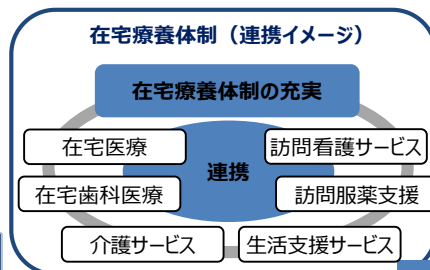 在宅療養体制（連携イメージ）
在宅療養体制の充実
在宅医療
訪問看護サービス
連携
在宅歯科医療
訪問服薬支援
介護サービス
生活支援サービス